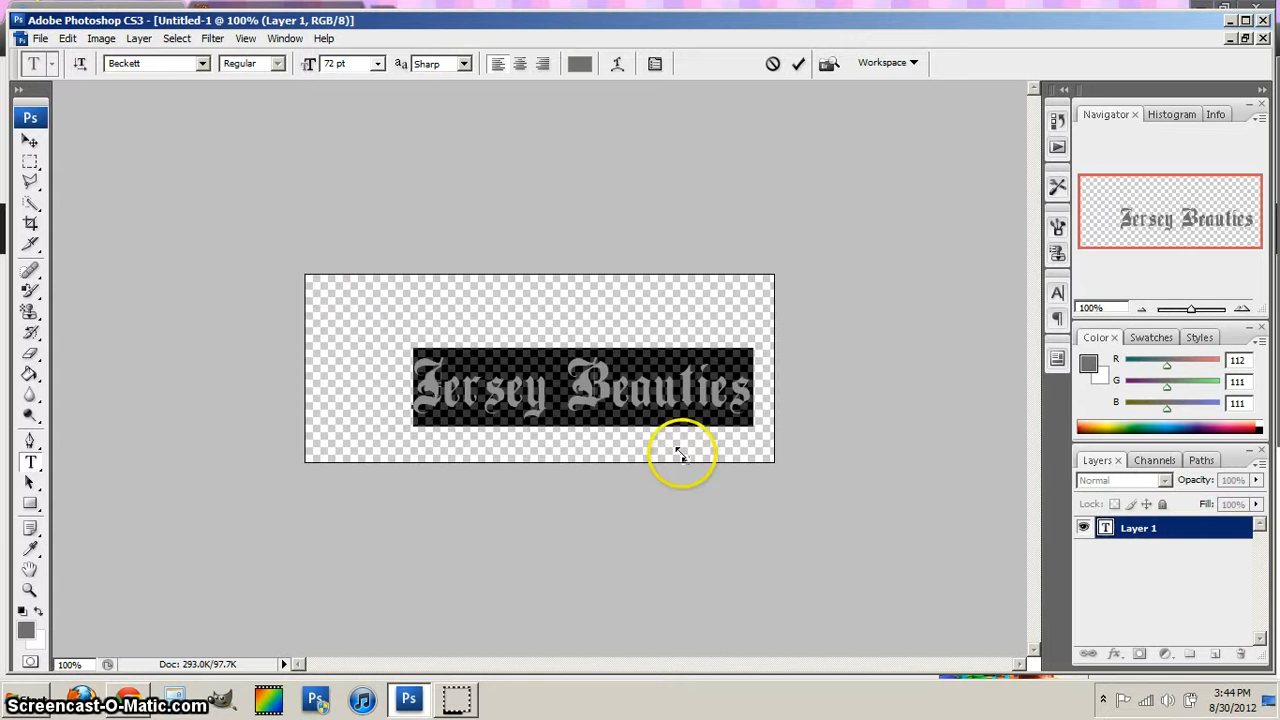 Adobe Photoshop CS3 - [Untitled-1 @ 100% (Layer 1, RGB/8)]
File Edit Image Layer Select Filter View Window Help
Beckett Regular 72 pt Sharp Workspace
Navigator Histogram Info
Jersey Beauties
100%
Color Swatches Styles
R 112
G 111
B 111
Jersey Beauties
Layers Channels Paths
Normal Opacity: 100%
Lock: Fill: 100%
Layer 1
100% Doc: 293.0K/97.7K
3:44 PM
8/30/2012
Screencast-O-Matic.com